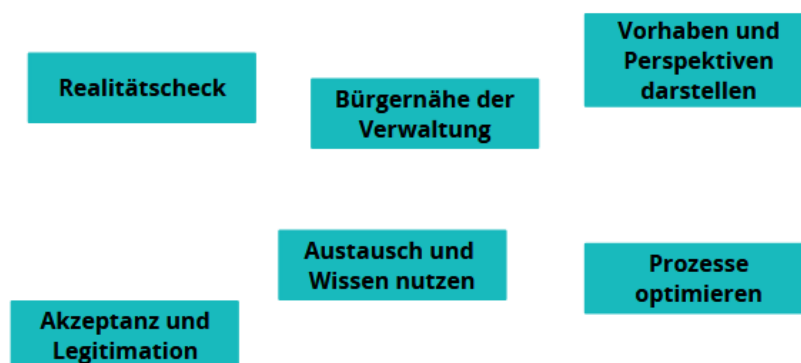 Realitätscheck
Bürgernähe der
Verwaltung
Vorhaben und
Perspektiven
darstellen
Akzeptanz und
Legitimation
Austausch und
Wissen nutzen
Prozesse
optimieren